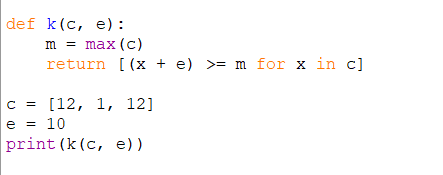 def k(c, e):
    m = max(c)
    return [(x + e) >= m for x in c]

c = [12, 1, 12]
e = 10
print(k(c, e))